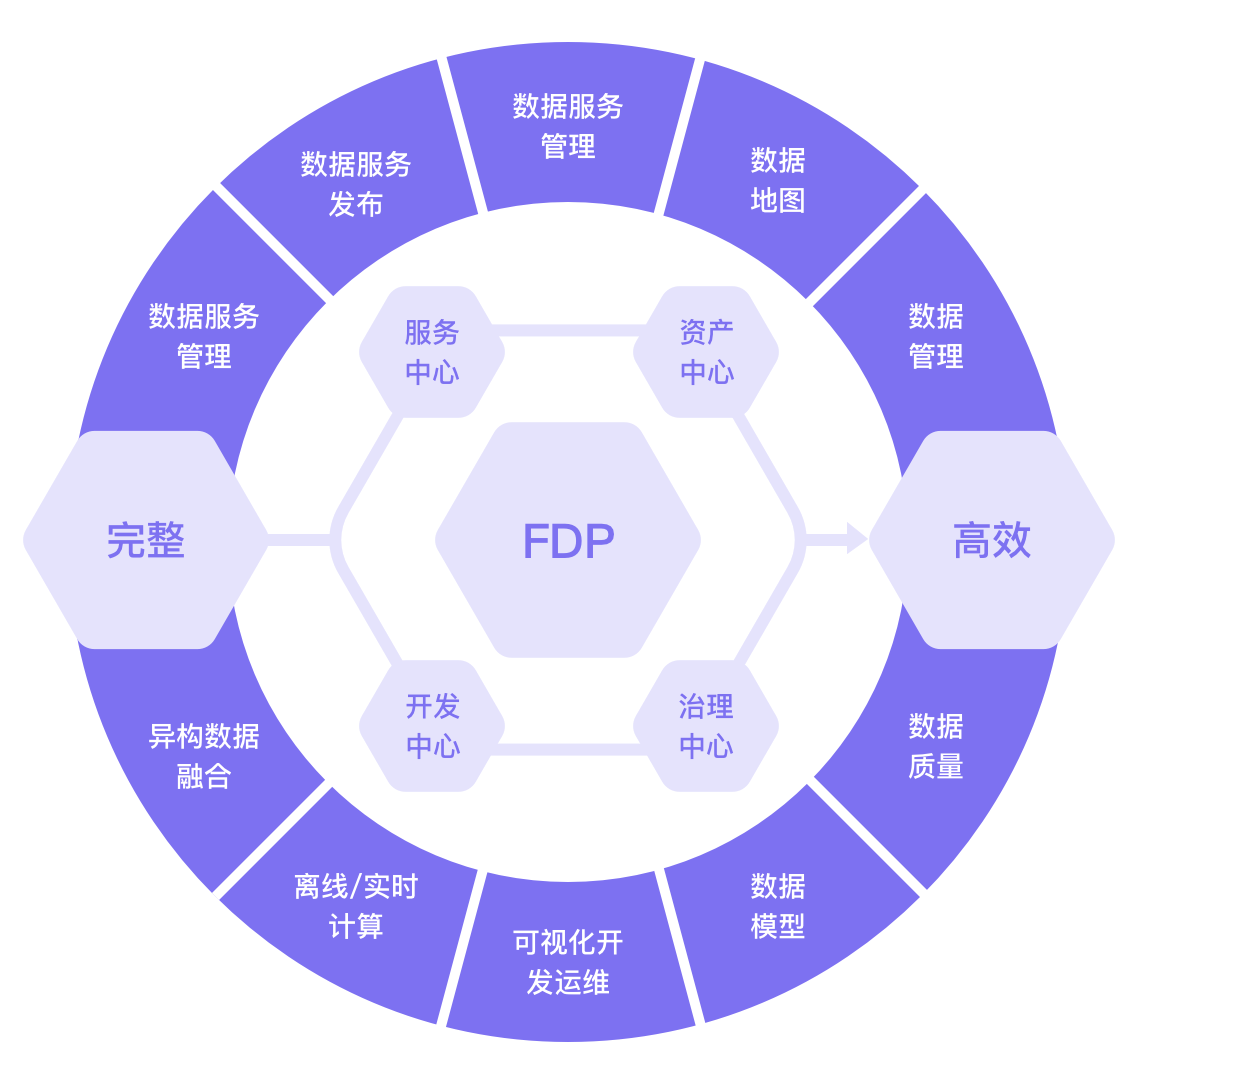 数据服务
管理
数据服务
发布
数据
地图
数据服务
管理
数据
管理
服务
中心
资产
中心
完整
FDP
高效
开发
中心
治理
中心
异构数据
融合
数据
质量
离线/实时
计算
数据
模型
可视化开
发运维